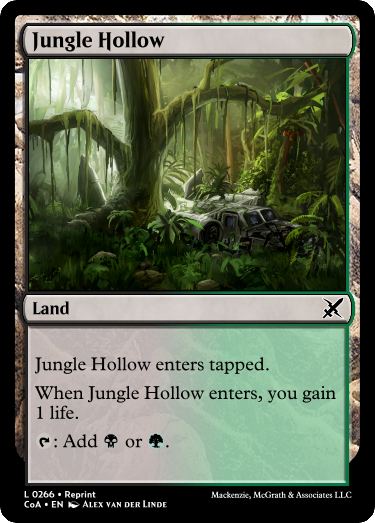 Jungle Hollow
Land
Jungle Hollow enters tapped.
When Jungle Hollow enters, you gain
1 life.
: Add or .
L 0266 • Reprint
CoA • EN Alex van der Linde
Mackenzie, McGrath & Associates LLC